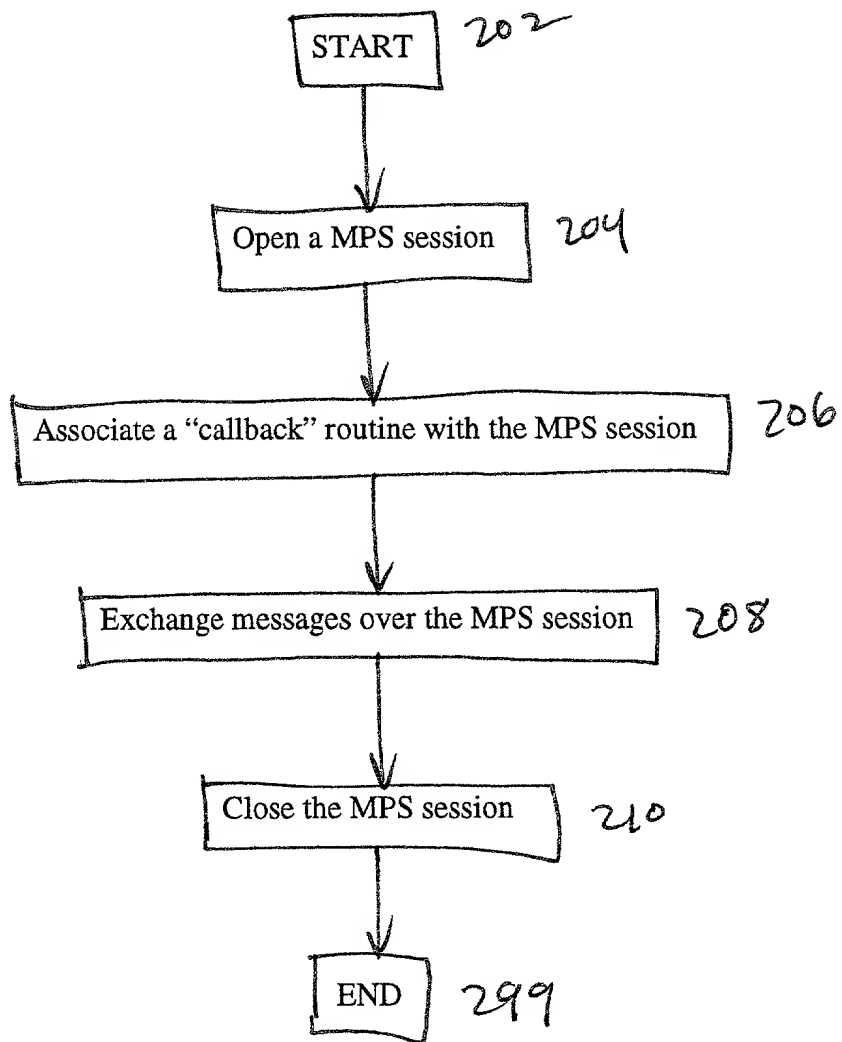 START 202
Open a MPS session 204
Associate a “callback” routine with the MPS session 206
Exchange messages over the MPS session 208
Close the MPS session 210
END 299